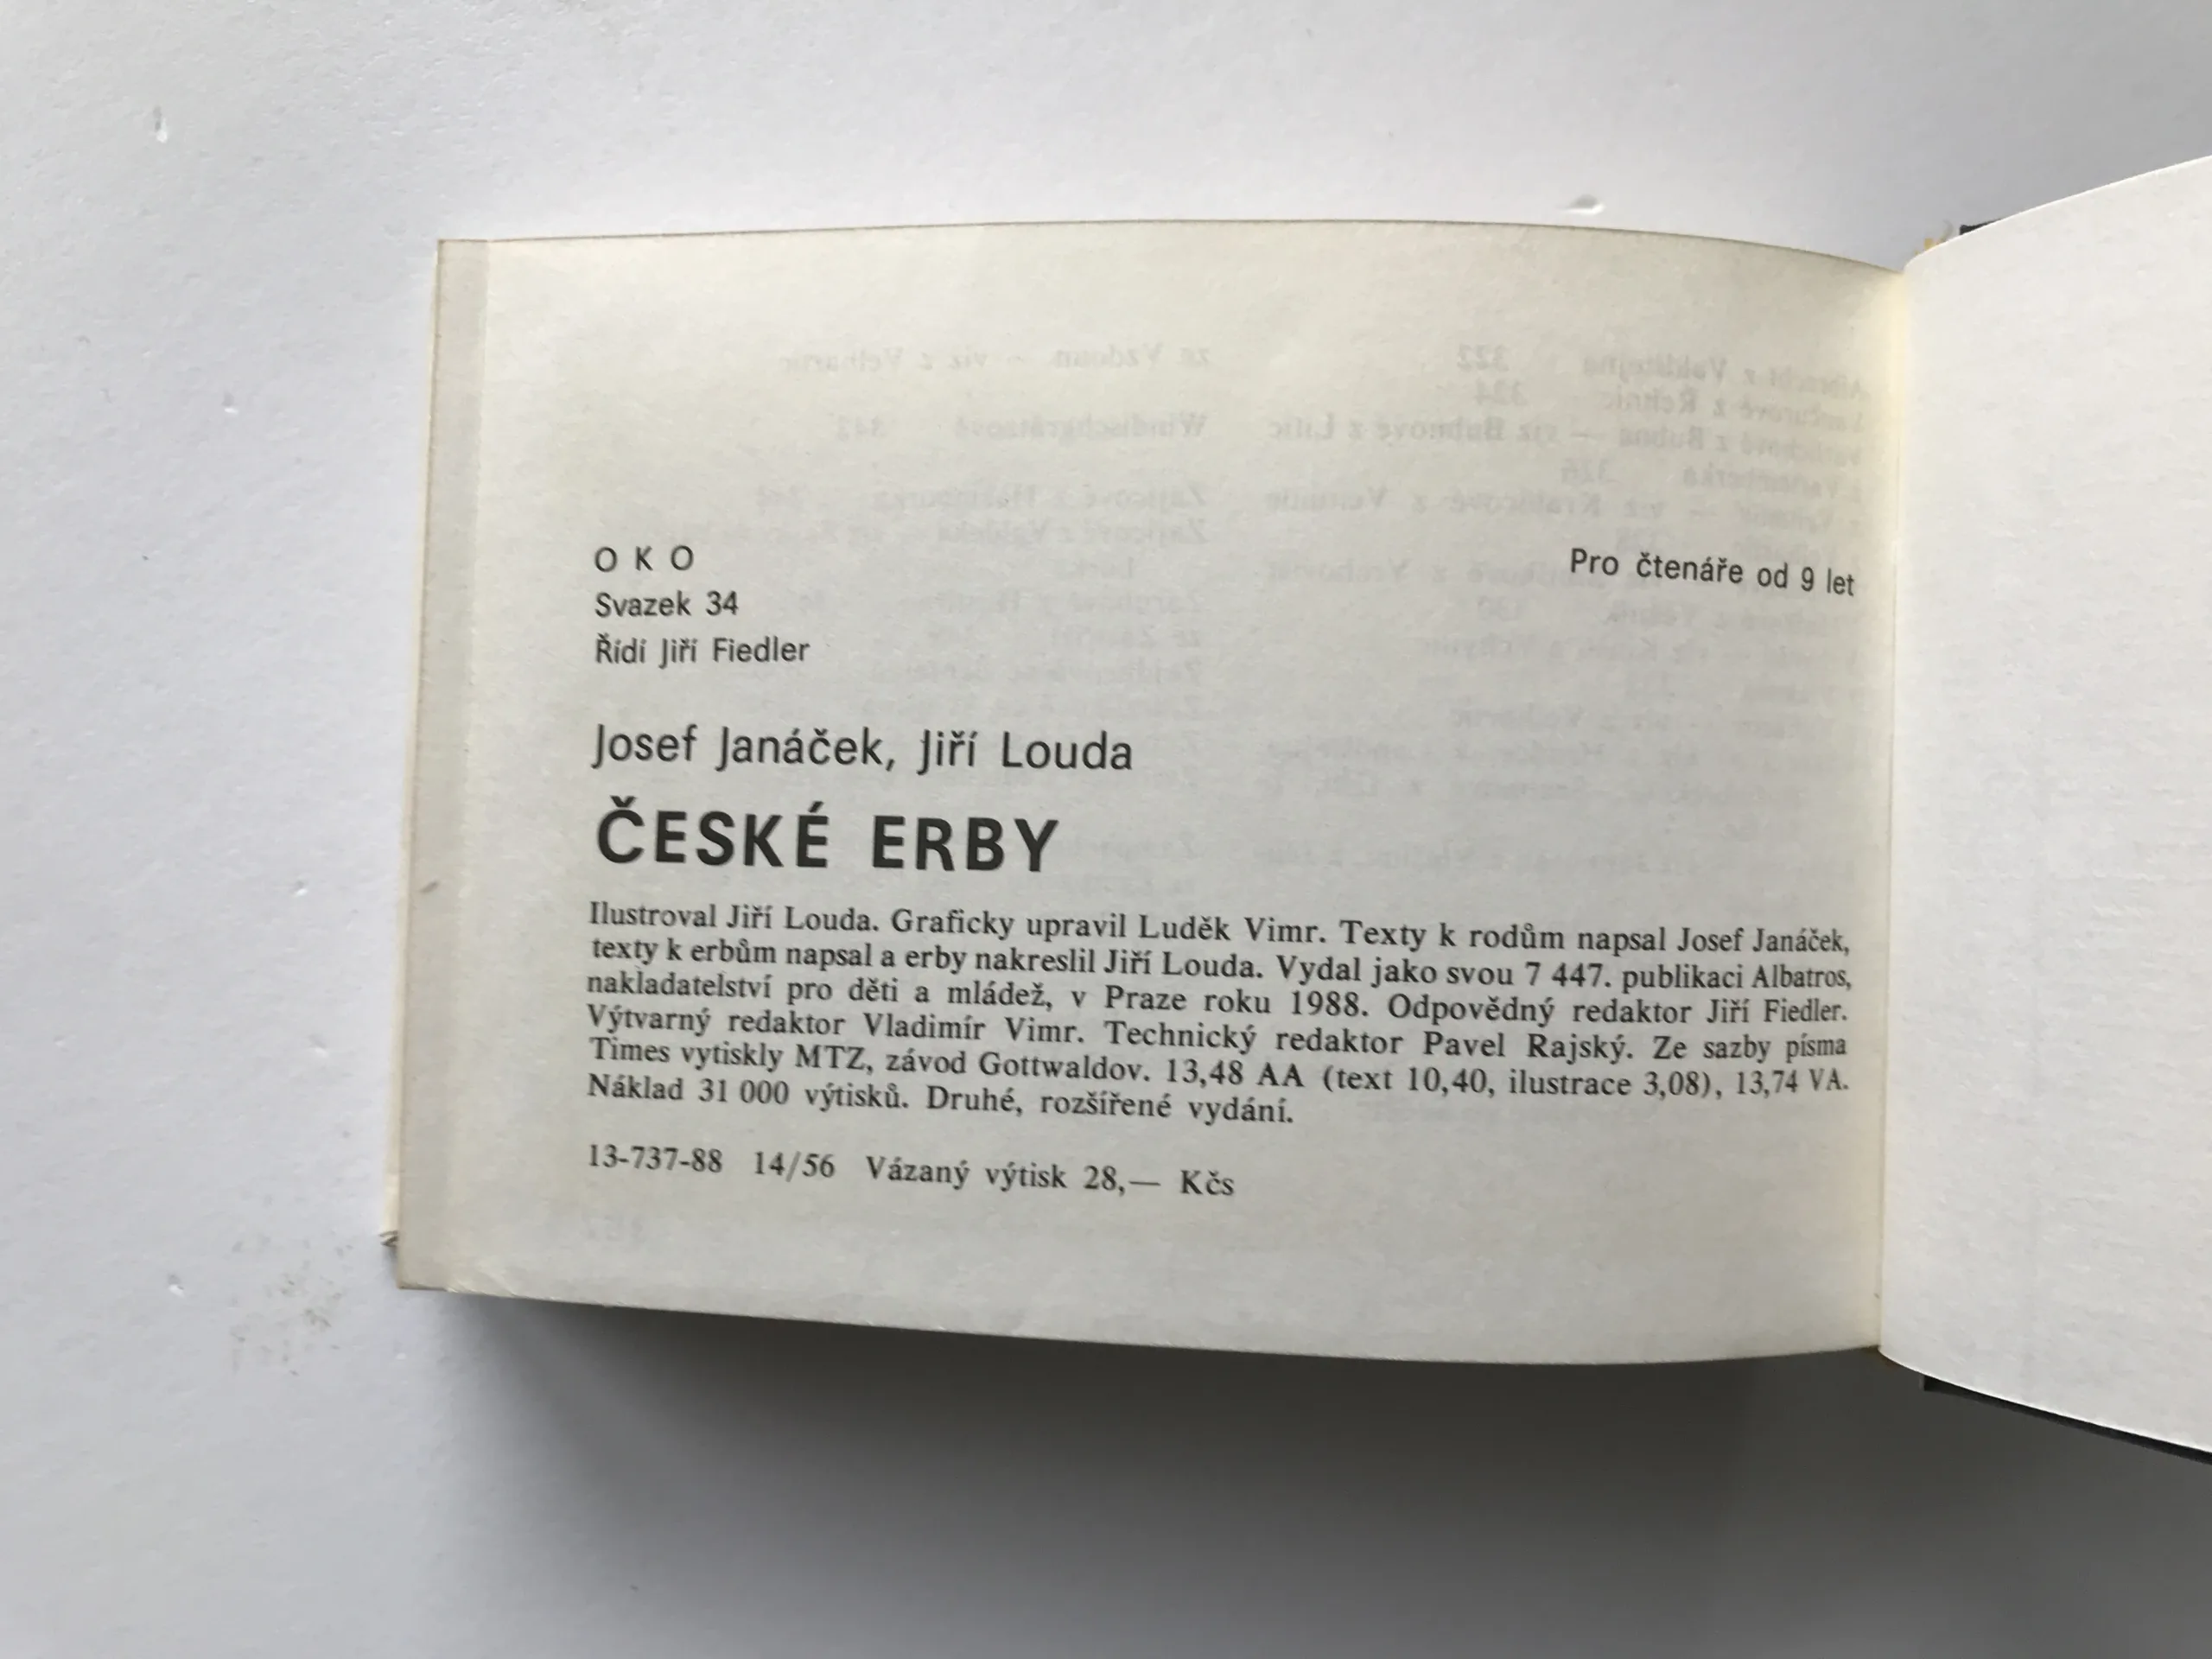 O K O
Svazek 34
Řídí Jiří Fiedler
Pro čtenáře od 9 let
Josef Janáček, Jiří Louda
ČESKÉ ERBY
Ilustroval Jiří Louda. Graficky upravil Luděk Vimr. Texty k rodům napsal Josef Janáček,
texty k erbům napsal a erby nakreslil Jiří Louda. Vydal jako svou 7 447. publikaci Albatros,
nakladatelství pro děti a mládež, v Praze roku 1988. Odpovědný redaktor Jiří Fiedler.
Výtvarný redaktor Vladimír Vimr. Technický redaktor Pavel Rajský. Ze sazby písma
Times vytiskly MTZ, závod Gottwaldov. 13,48 AA (text 10,40, ilustrace 3,08), 13,74 VA.
Náklad 31 000 výtisků. Druhé, rozšířené vydání.
13-737-88 14/56 Vázaný výtisk 28,— Kčs